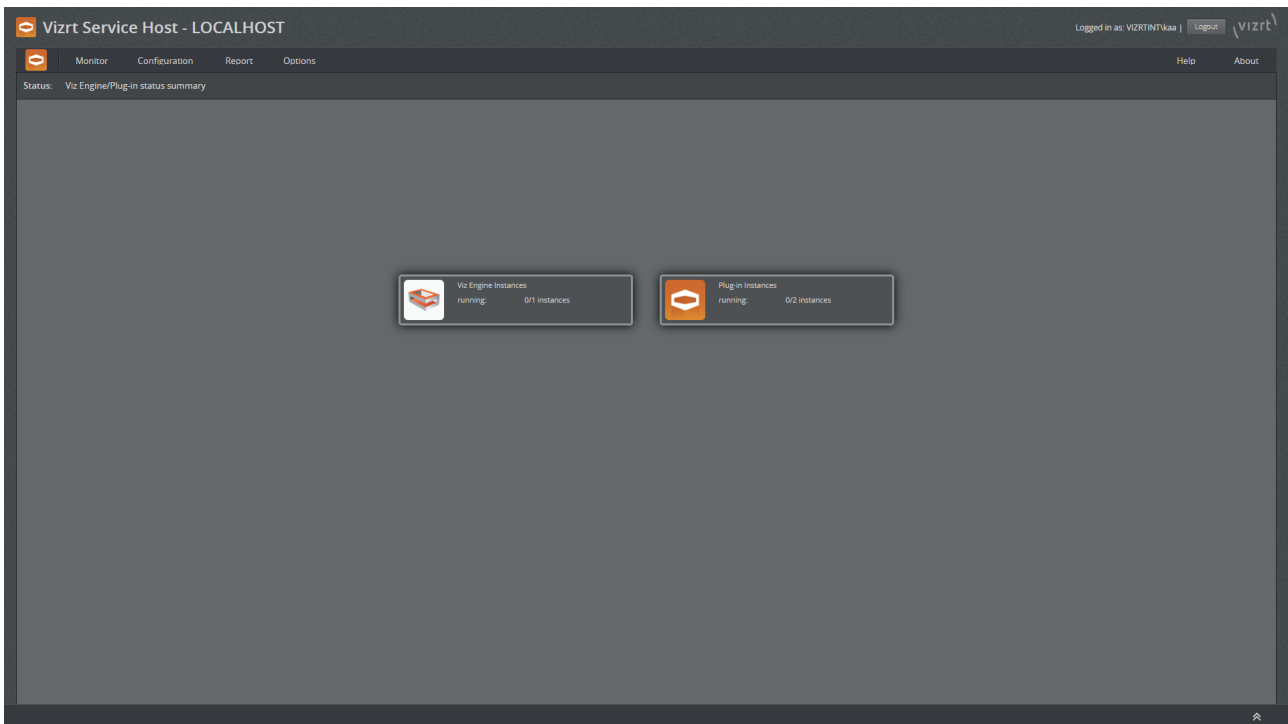 Vizrt Service Host - LOCALHOST
Logged in as: VIZRTINT\kaa | Logout
vizrt
Monitor Configuration Report Options Help About
Status: Viz Engine/Plug-in status summary
Viz Engine Instances
running: 0/1 instances
Plug-in Instances
running: 0/2 instances